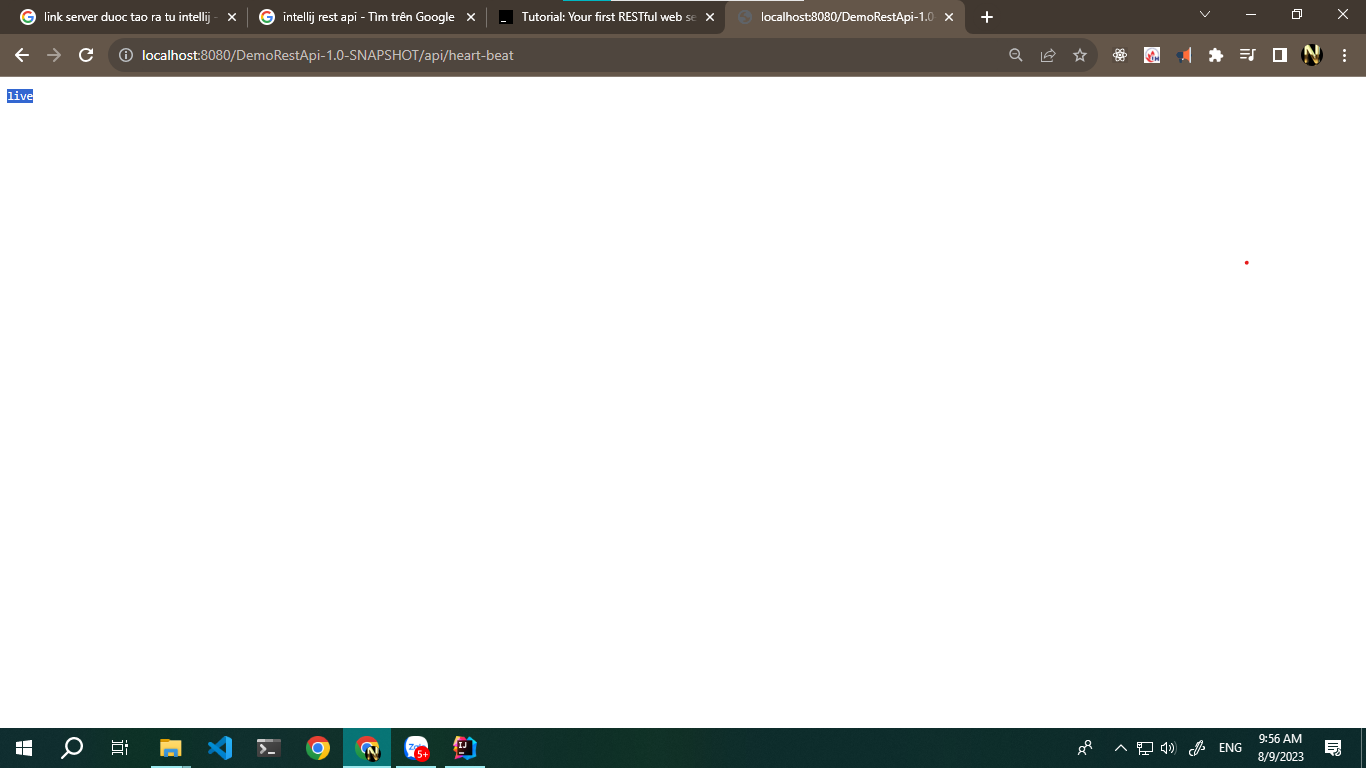 link server duoc tao ra tu intellij -
intellij rest api - Tìm trên Google
Tutorial: Your first RESTful web se
localhost:8080/DemoRestApi-1.0
localhost:8080/DemoRestApi-1.0-SNAPSHOT/api/heart-beat
live
5+
ENG
9:56 AM
8/9/2023